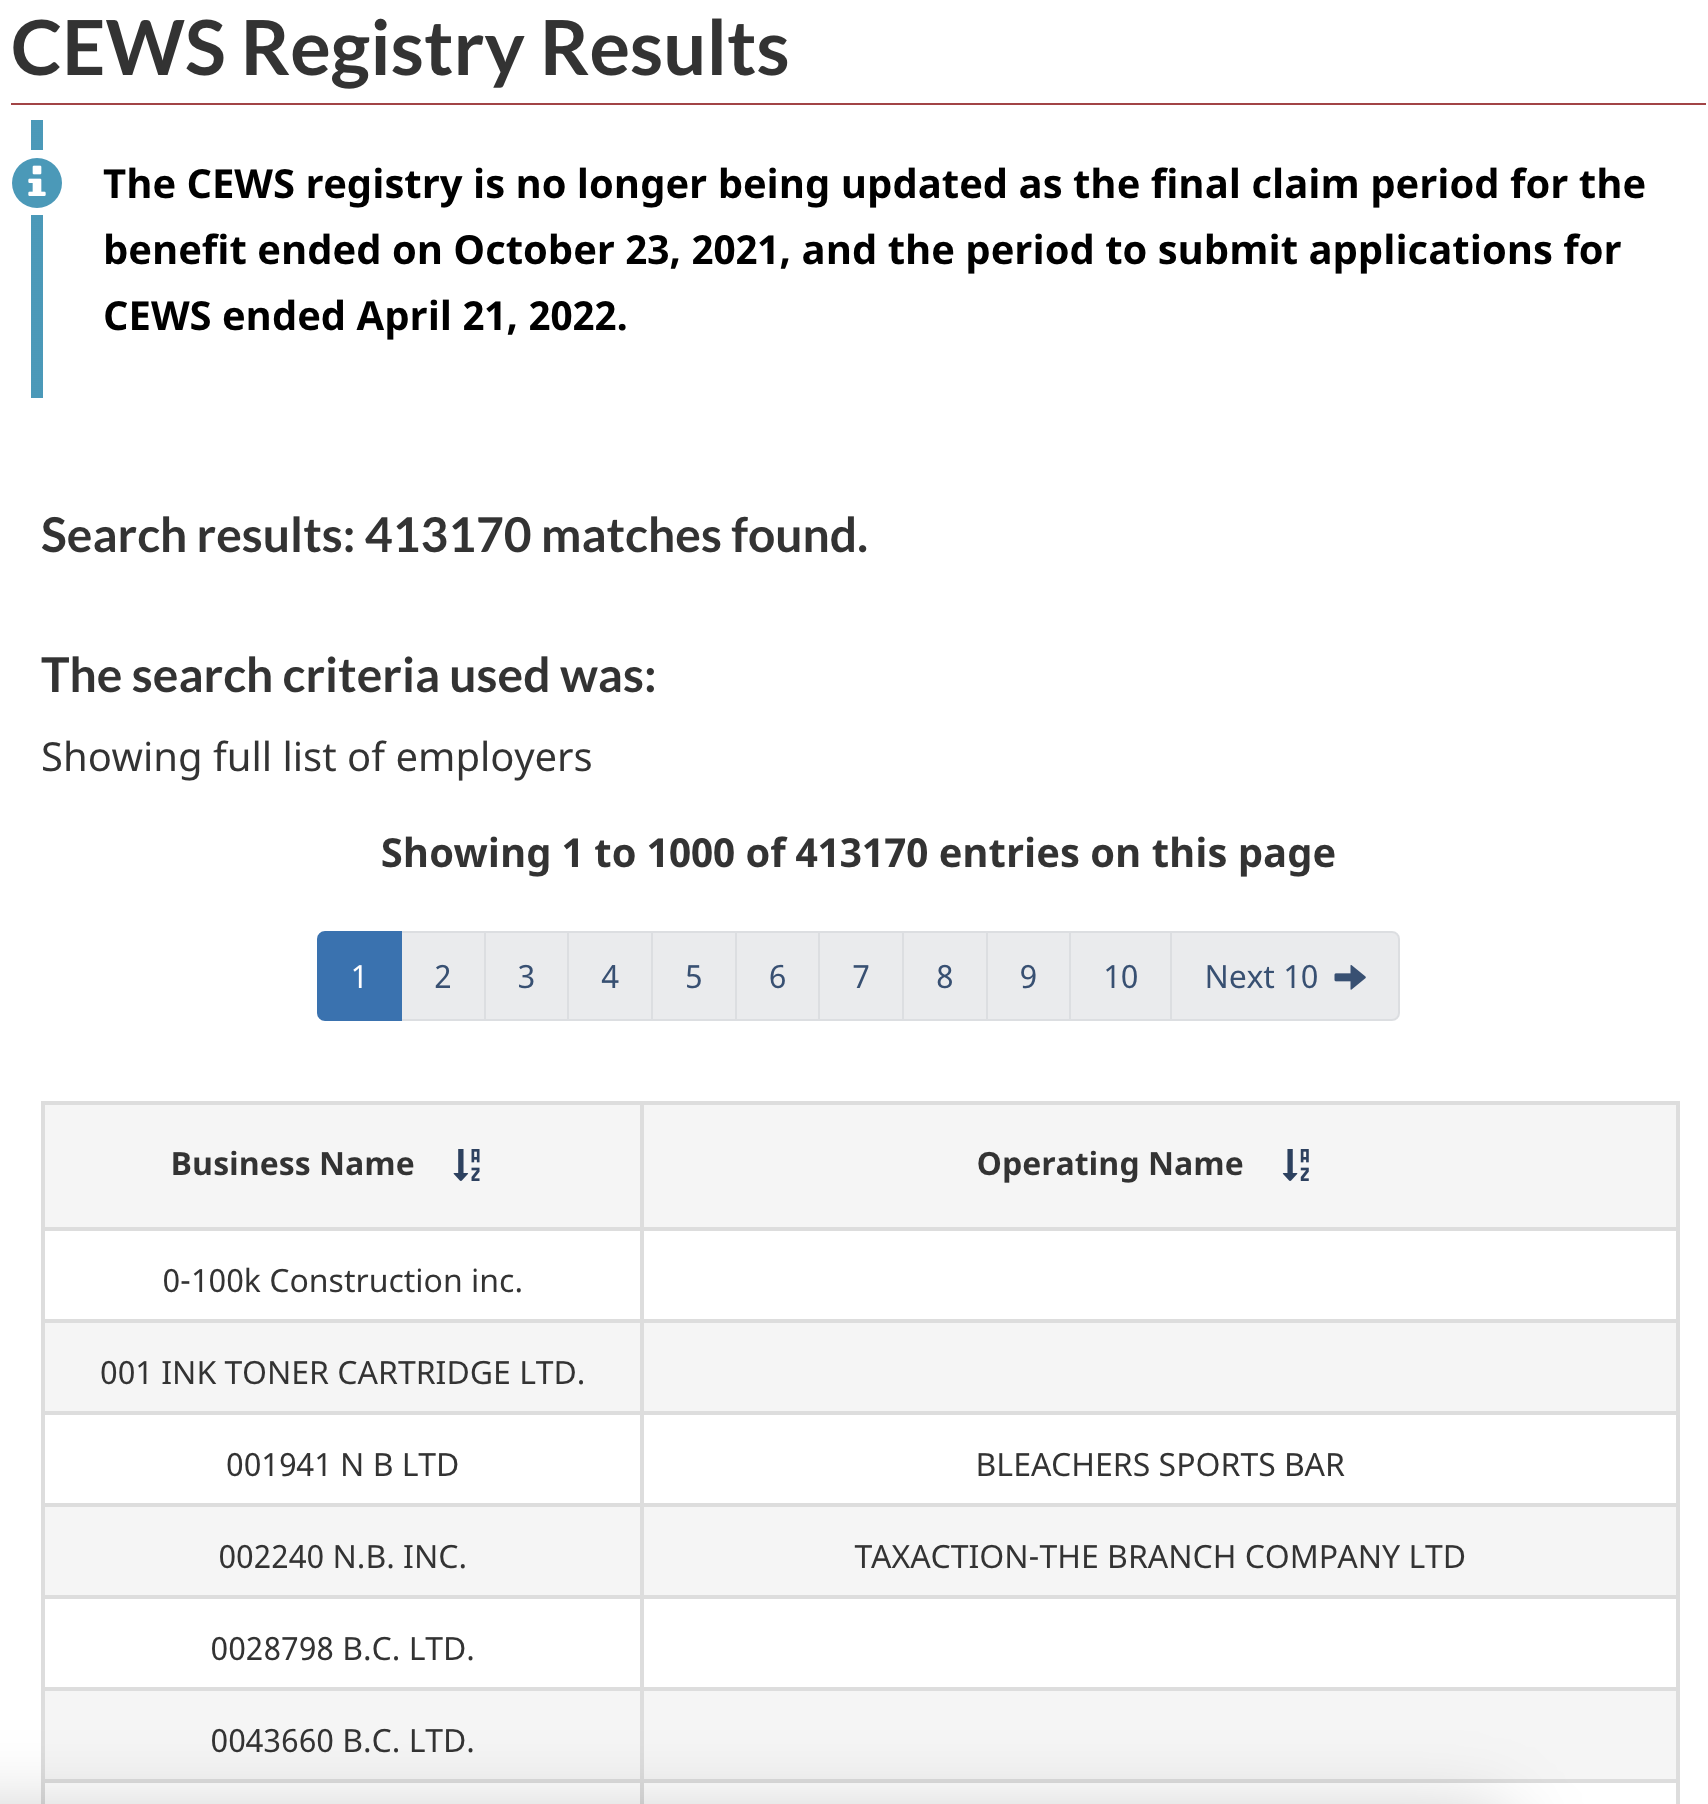 CEWS Registry Results
The CEWS registry is no longer being updated as the final claim period for the
benefit ended on October 23, 2021, and the period to submit applications for
CEWS ended April 21, 2022.
Search results: 413170 matches found.
The search criteria used was:
Showing full list of employers
Showing 1 to 1000 of 413170 entries on this page
1 2 3 4 5 6 7 8 9 10 Next 10
Business Name Operating Name
0-100k Construction inc.
001 INK TONER CARTRIDGE LTD.
001941 N B LTD BLEACHERS SPORTS BAR
002240 N.B. INC. TAXACTION-THE BRANCH COMPANY LTD
0028798 B.C. LTD.
0043660 B.C. LTD.